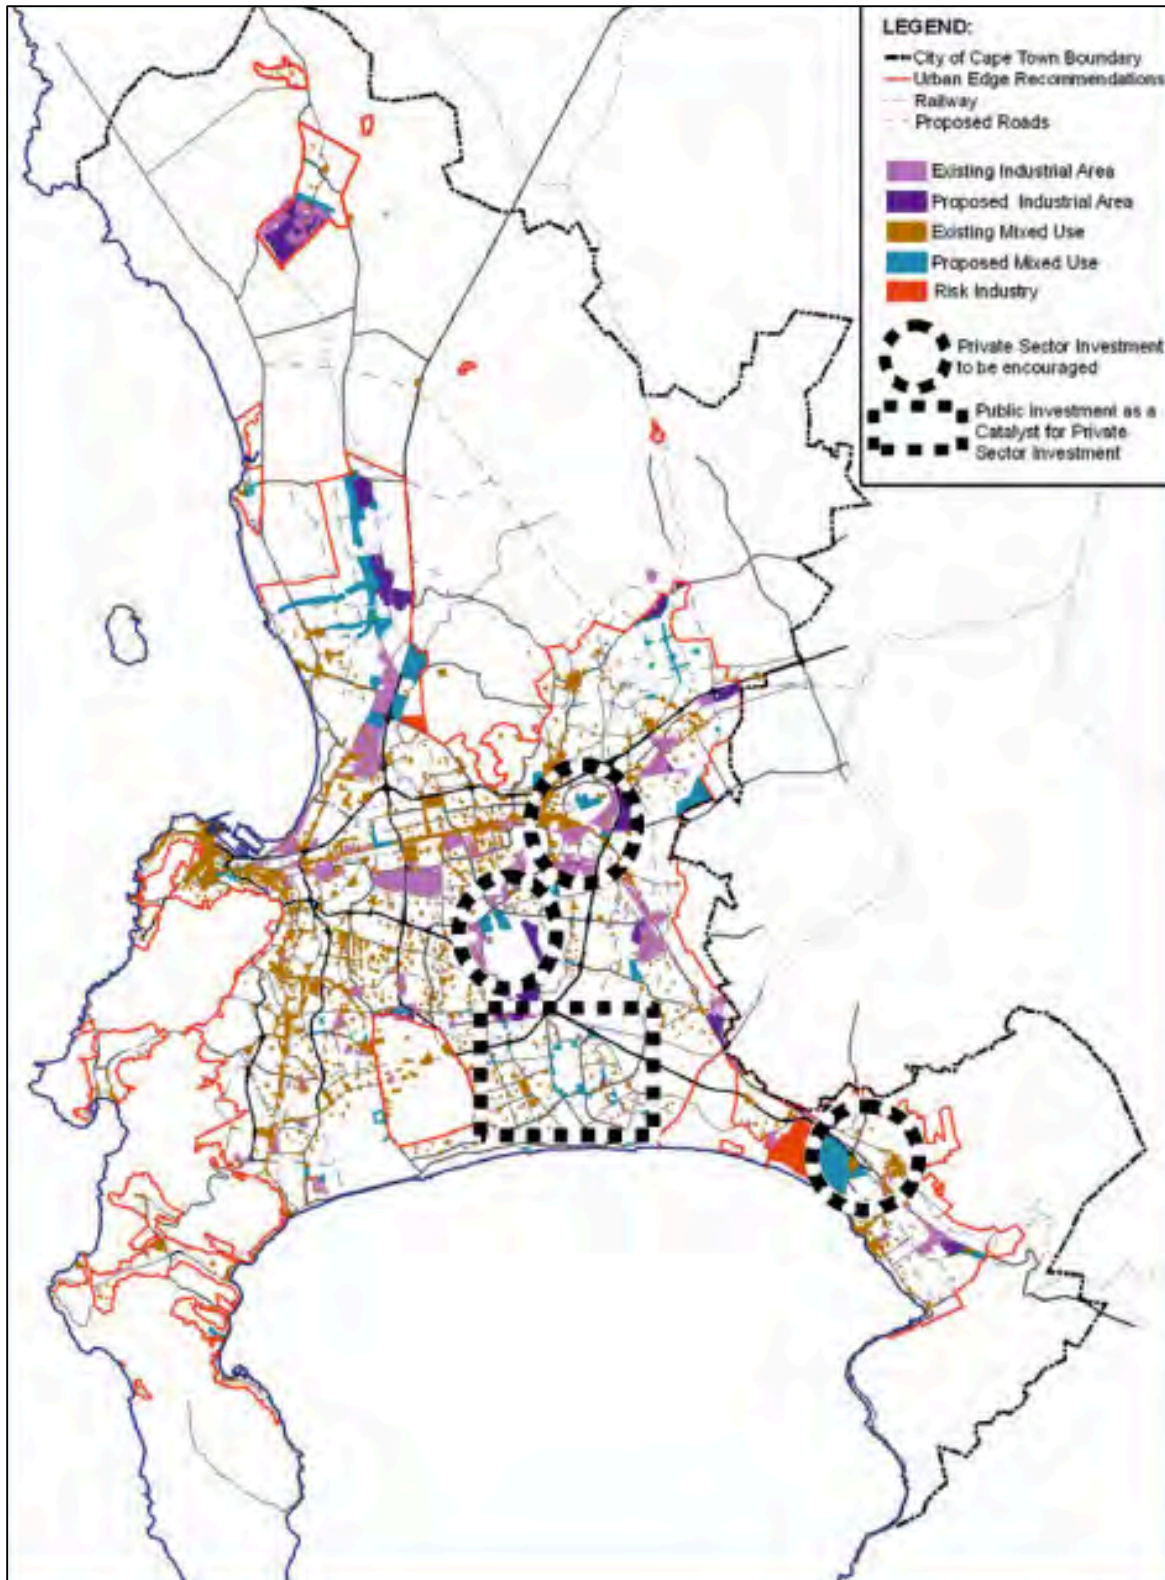 LEGEND:
City of Cape Town Boundary
Urban Edge Recommendations
Railway
Proposed Roads
Existing Industrial Area
Proposed Industrial Area
Existing Mixed Use
Proposed Mixed Use
Risk Industry
Private Sector Investment
to be encouraged
Public Investment as a
Catalyst for Private
Sector Investment